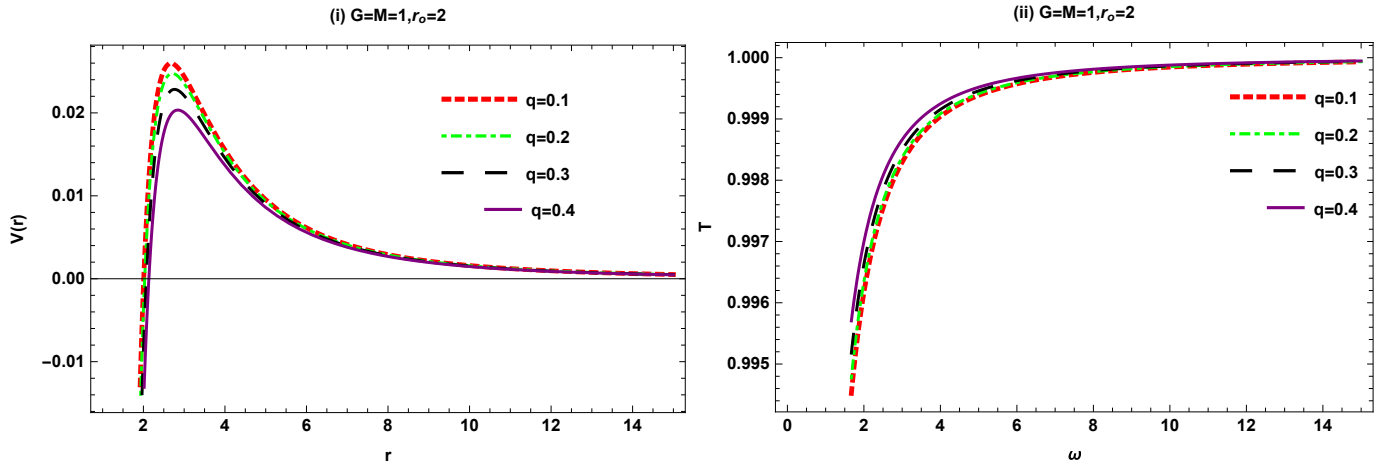 (i) G=M=1,rₒ=2
V(r)
0.02
0.01
0.00
−0.01
q=0.1
q=0.2
q=0.3
q=0.4
2 4 6 8 10 12 14
r
(ii) G=M=1,rₒ=2
T
1.000
0.999
0.998
0.997
0.996
0.995
q=0.1
q=0.2
q=0.3
q=0.4
0 2 4 6 8 10 12 14
ω